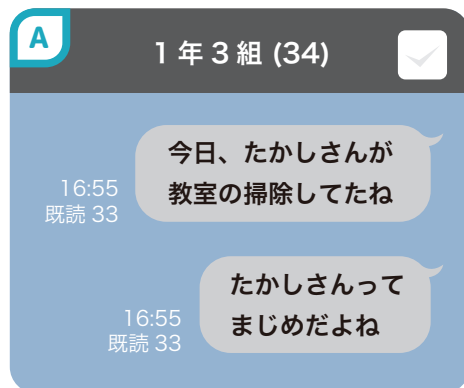 A
1年3組 (34)
今日、たかしさんが
教室の掃除してたね
16:55
既読 33
たかしさんって
まじめだよね
16:55
既読 33